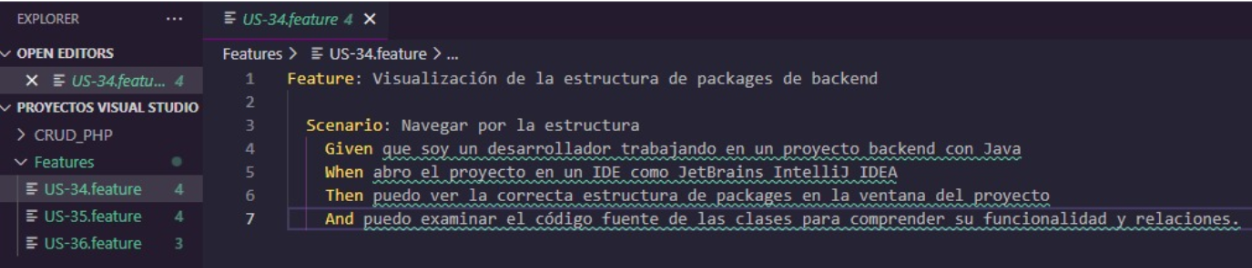 EXPLORER ...
OPEN EDITORS
US-34.featu... 4
PROYECTOS VISUAL STUDIO
CRUD_PHP
Features
US-34.feature 4
US-35.feature 4
US-36.feature 3
US-34.feature 4
Features > US-34.feature > ...
1 Feature: Visualización de la estructura de packages de backend
2
3 Scenario: Navegar por la estructura
4 Given que soy un desarrollador trabajando en un proyecto backend con Java
5 When abro el proyecto en un IDE como JetBrains IntelliJ IDEA
6 Then puedo ver la correcta estructura de packages en la ventana del proyecto
7 And puedo examinar el código fuente de las clases para comprender su funcionalidad y relaciones.